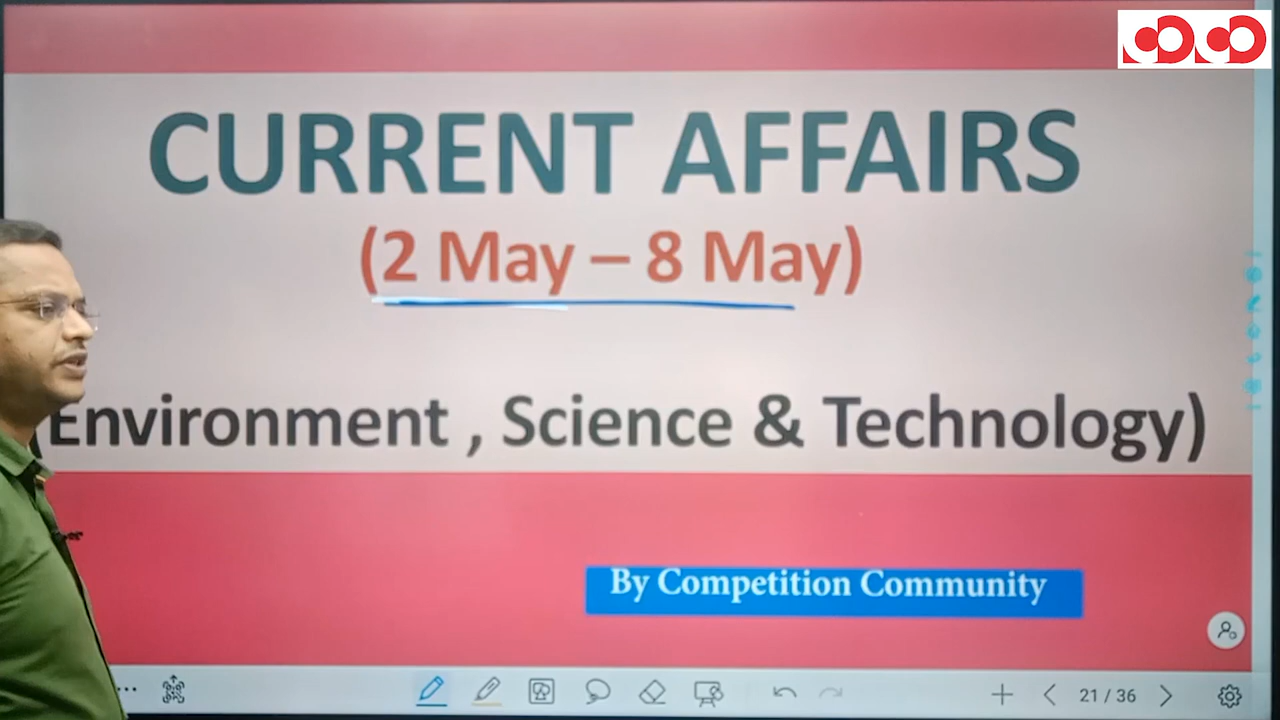 CURRENT AFFAIRS
(2 May – 8 May)
(Environment , Science & Technology)
By Competition Community
21 / 36